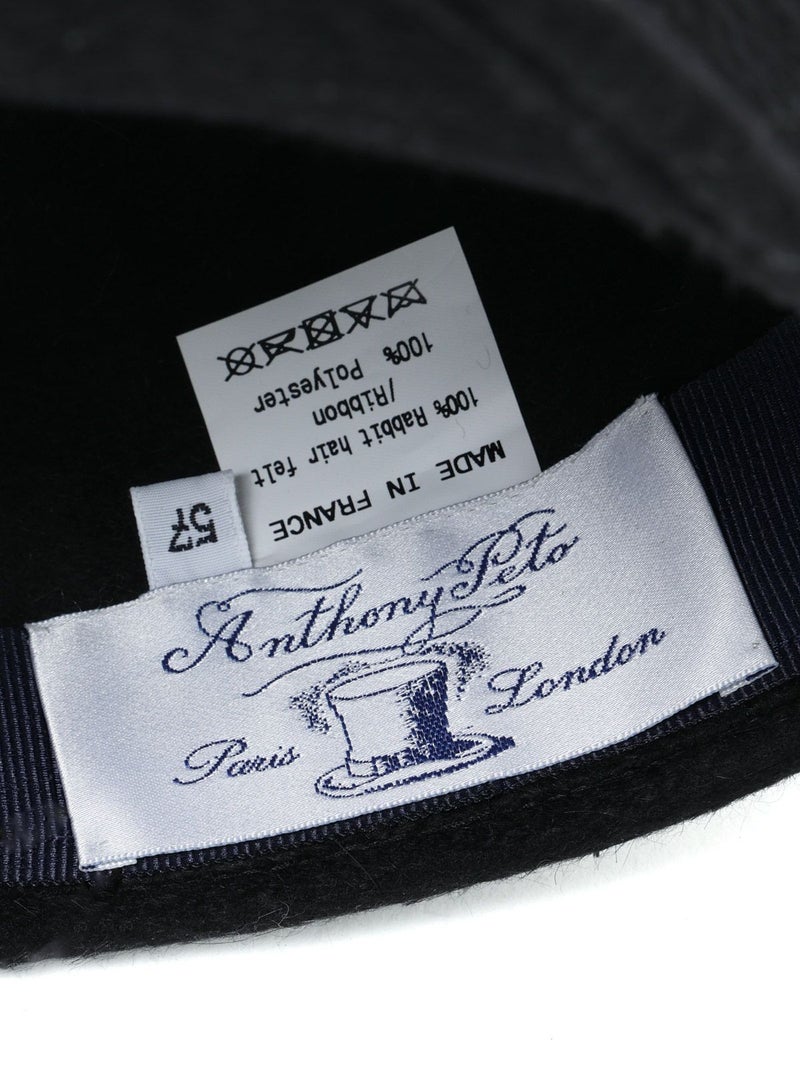 Anthony Peto
Paris London
57
MADE IN FRANCE
100% Rabbit hair felt
/Ribbon
100% Polyester